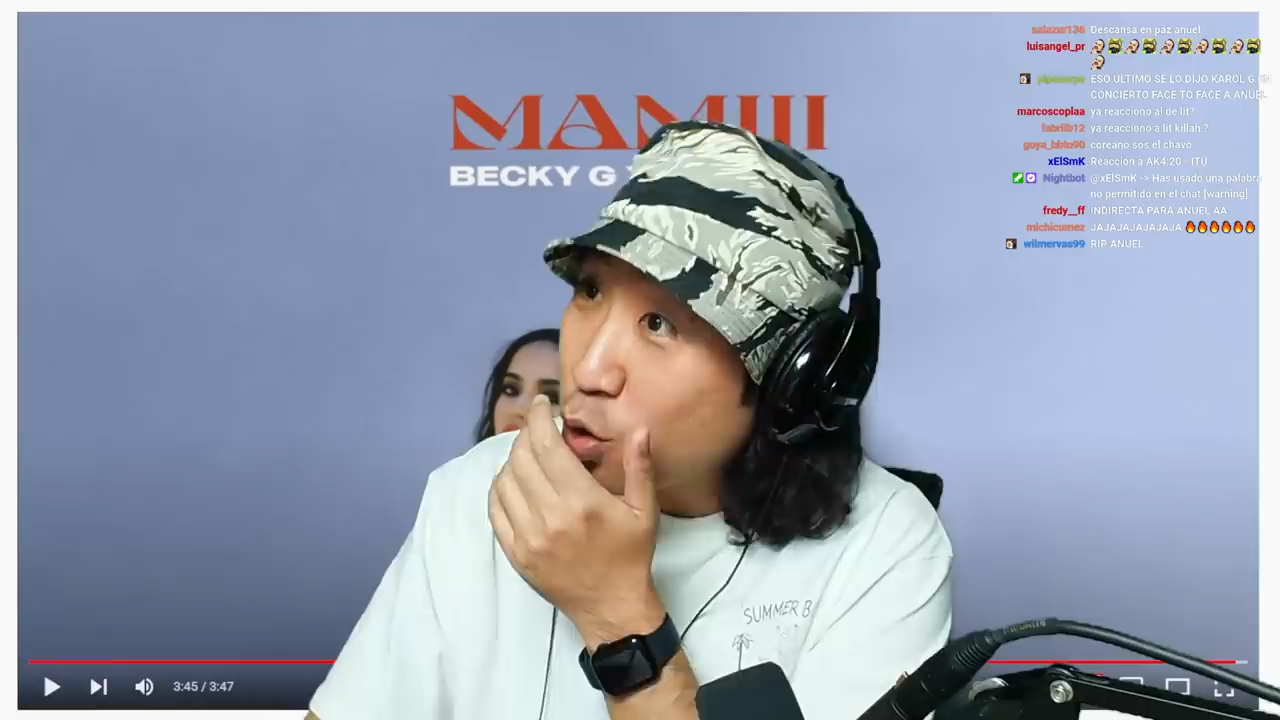 MAMIII
BECKY G
salazar136 Descansa en paz anuel
luisangel_pr
ESO ULTIMO SE LO DIJO KAROL G EN
CONCIERTO FACE TO FACE A ANUEL
marcoscoplaa ya reacciono al de lit?
fabrilb12 ya reacciono a lit killah ?
goya_bbto90 coreano sos el chavo
xElSmK Reaccion a AK4:20 - ITU
Nightbot @xElSmK -> Has usado una palabra
no permitido en el chat [warning]
fredy__ff INDIRECTA PARA ANUEL AA
michicumez JAJAJAJAJAJAJA 🔥🔥🔥🔥🔥🔥
wilmervas99 RIP ANUEL
SUMMER B
3:45 / 3:47